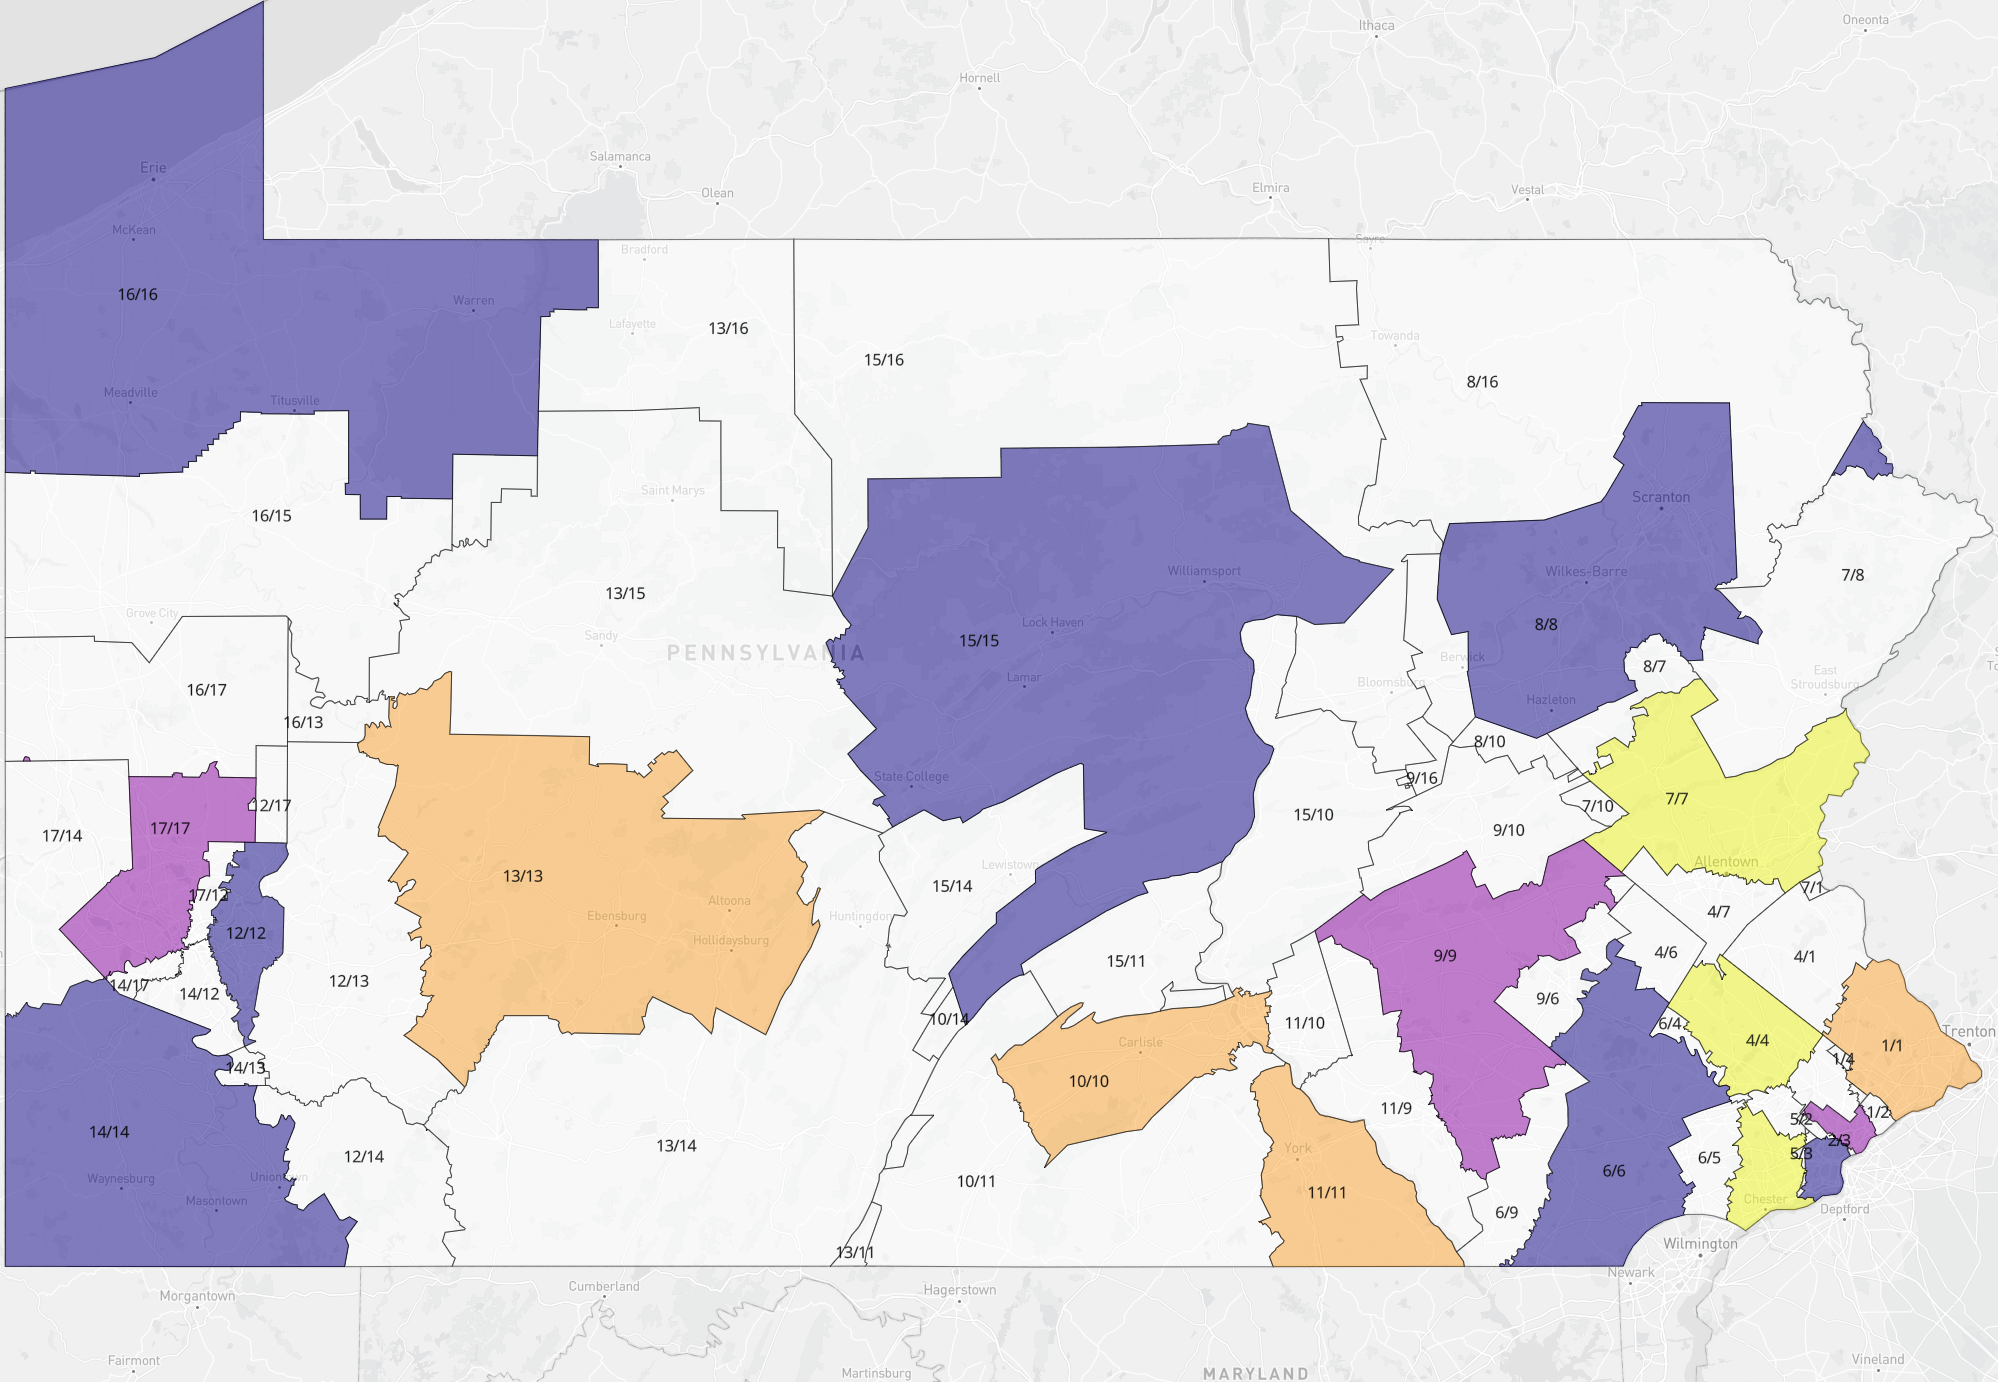 Oneonta
Ithaca
Hornell
Salamanca
Erie
Elmira
Vestal
Olean
McKean
Sayre
Bradford
16/16
Warren
Lafayette
13/16
Towanda
15/16
8/16
Meadville
Titusville
Saint Marys
Scranton
16/15
Williamsport
Wilkes-Barre
7/8
13/15
Grove City
Lock Haven
8/8
Sandy
15/15
PENNSYLVANIA
Berwick
8/7
East
Stroudsburg
Lamar
Bloomsburg
16/17
Hazleton
16/13
8/10
State College
9/16
7/7
12/17
7/10
15/10
17/17
9/10
17/14
Allentown
Lewistown
13/13
15/14
7/1
17/12
Altoona
4/7
Ebensburg
Huntingdon
12/12
Hollidaysburg
4/6
9/9
4/1
15/11
12/13
14/17
14/12
9/6
10/14
11/10
6/4
Trenton
Carlisle
4/4
1/1
1/4
14/13
10/10
11/9
1/2
5/2
14/14
2/3
13/14
York
5/3
12/14
6/5
6/6
Waynesburg
Uniontown
10/11
11/11
Chester
Masontown
Deptford
6/9
Wilmington
13/11
Newark
Cumberland
Hagerstown
Morgantown
Fairmont
Vineland
Martinsburg
MARYLAND